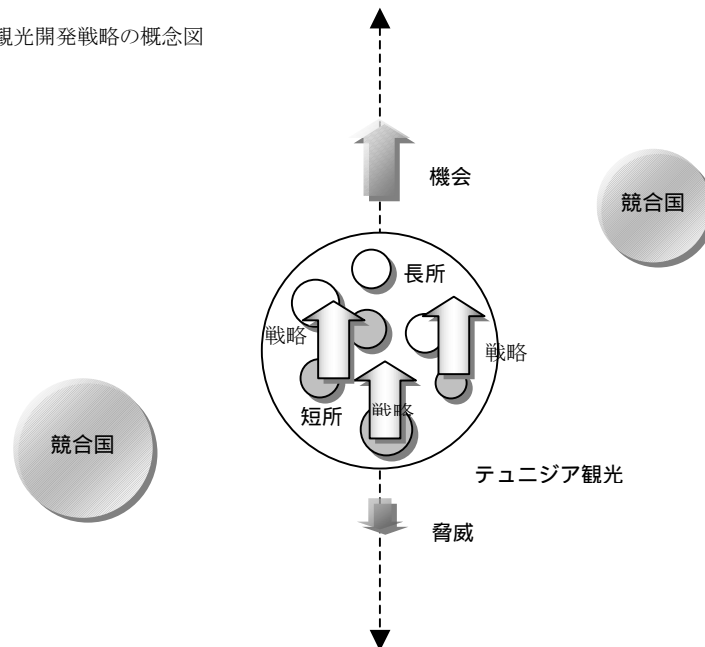 観光開発戦略の概念図
機会
競合国
長所
戦略
戦略
短所
戦略
競合国
テュニジア観光
脅威